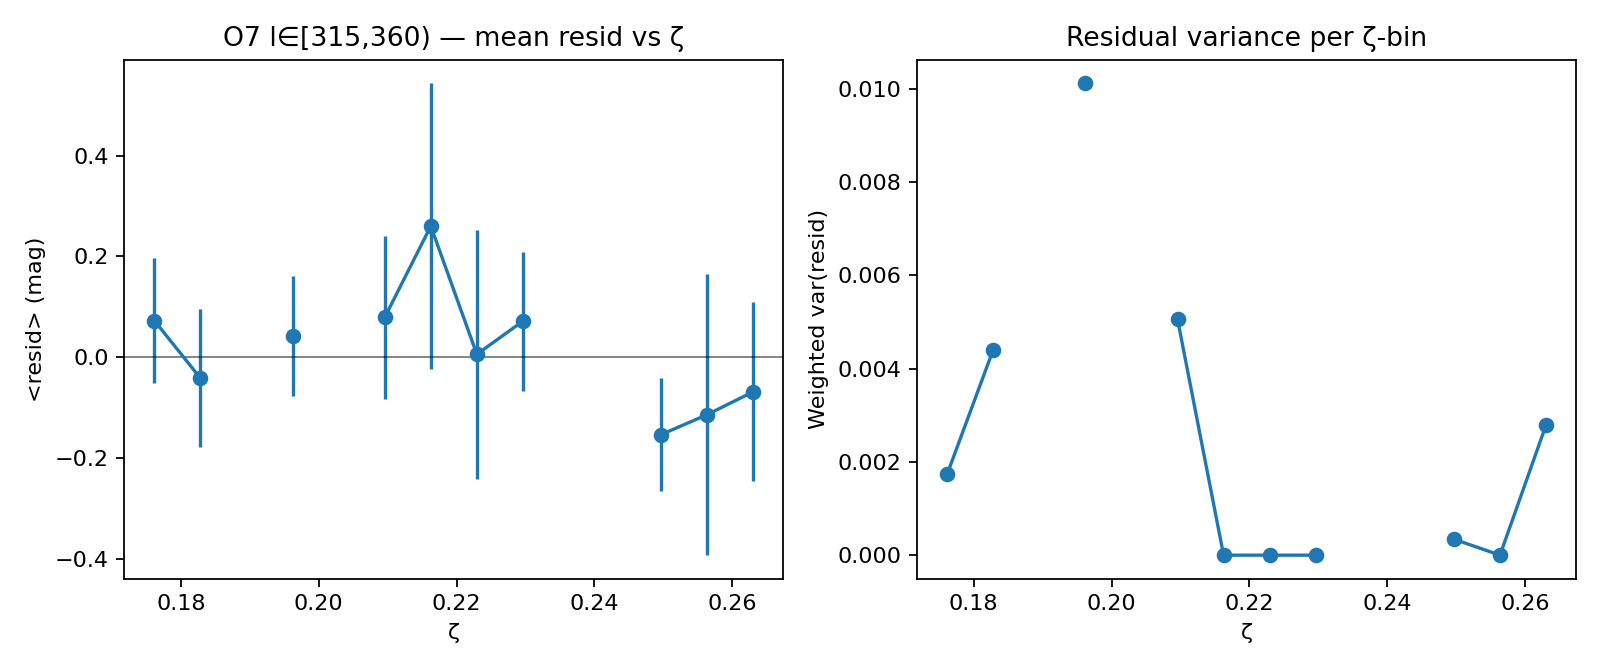 O7 l∈[315,360) — mean resid vs ζ
<resid> (mag)
0.4
0.2
0.0
−0.2
−0.4
0.18 0.20 0.22 0.24 0.26
ζ
Residual variance per ζ-bin
Weighted var(resid)
0.010
0.008
0.006
0.004
0.002
0.000
0.18 0.20 0.22 0.24 0.26
ζ